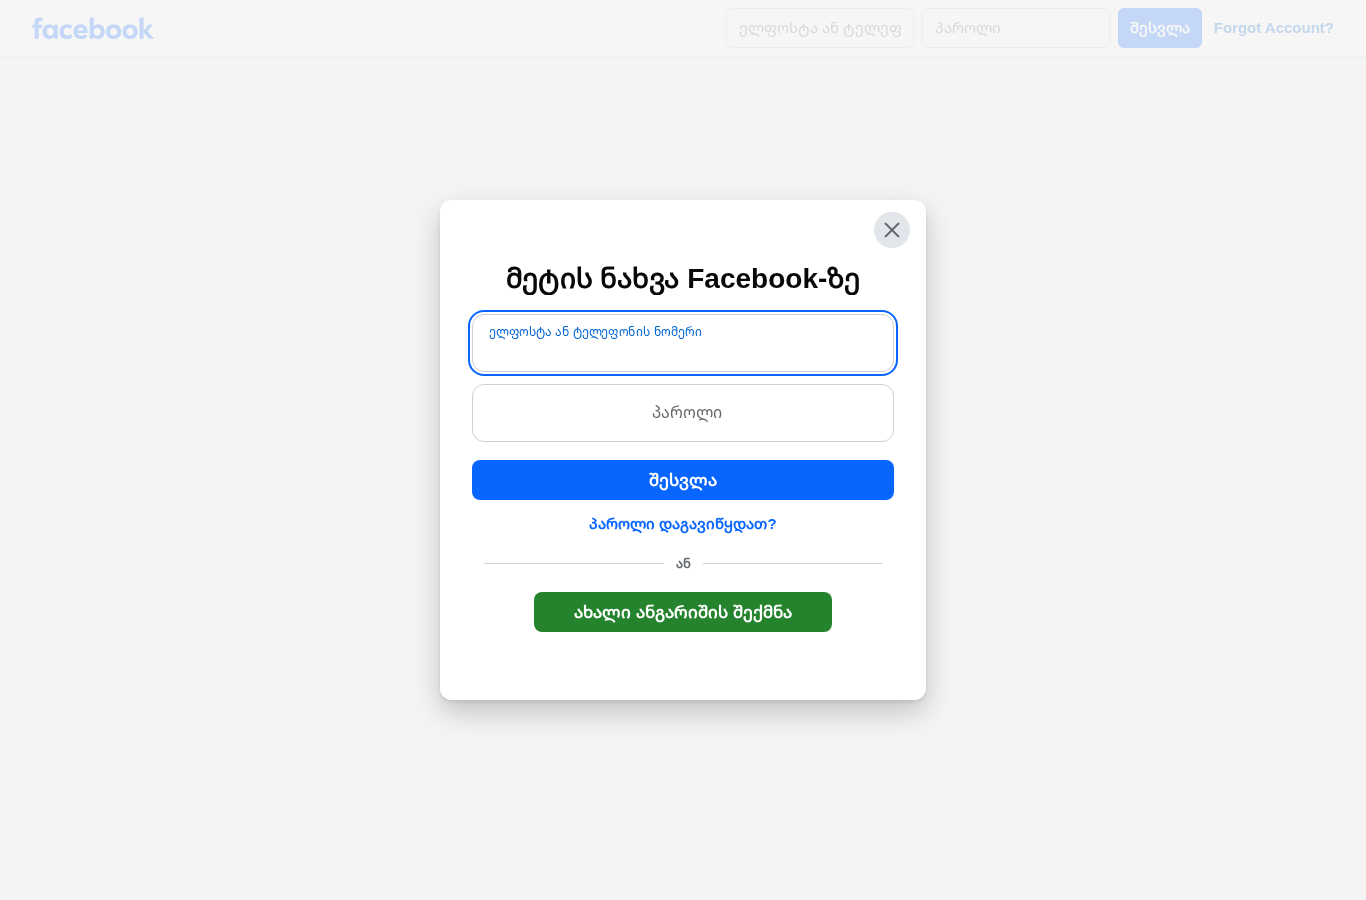 facebook
ელფოსტა ან ტელეფ
პაროლი
შესვლა
Forgot Account?
მეტის ნახვა Facebook-ზე
ელფოსტა ან ტელეფონის ნომერი
პაროლი
შესვლა
პაროლი დაგავიწყდათ?
ან
ახალი ანგარიშის შექმნა